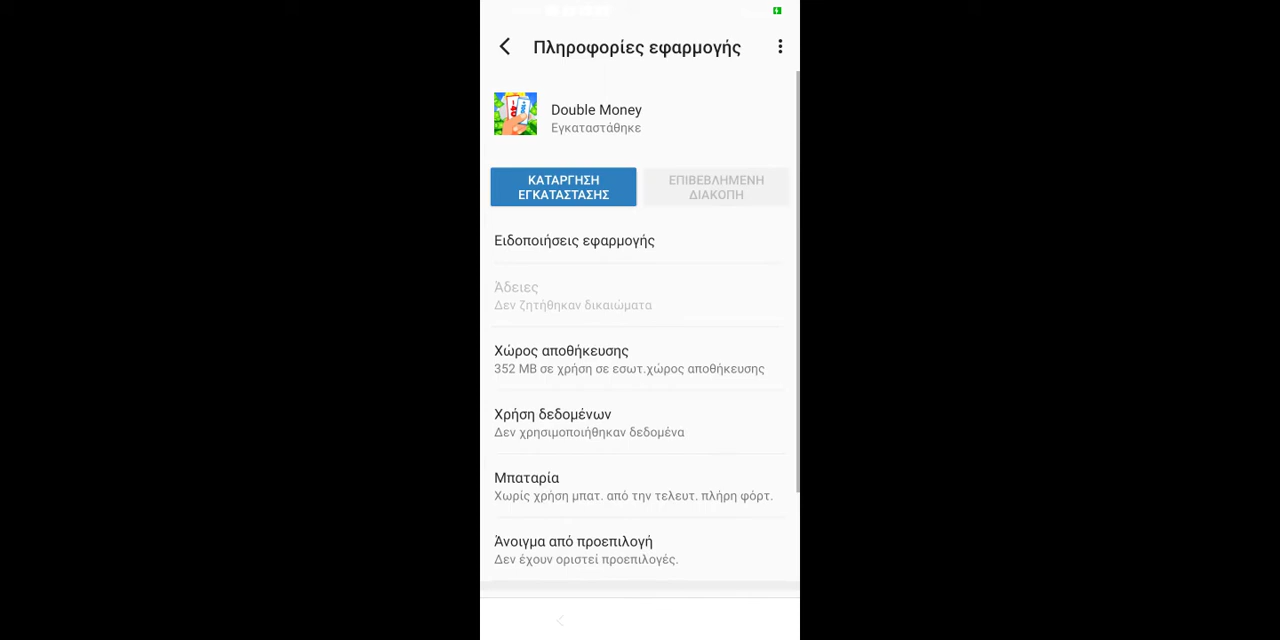 Πληροφορίες εφαρμογής
Double Money
Εγκαταστάθηκε
ΚΑΤΑΡΓΗΣΗ
ΕΓΚΑΤΑΣΤΑΣΗΣ
ΕΠΙΒΕΒΛΗΜΕΝΗ
ΔΙΑΚΟΠΗ
Ειδοποιήσεις εφαρμογής
Άδειες
Δεν ζητήθηκαν δικαιώματα
Χώρος αποθήκευσης
352 MB σε χρήση σε εσωτ.χώρος αποθήκευσης
Χρήση δεδομένων
Δεν χρησιμοποιήθηκαν δεδομένα
Μπαταρία
Χωρίς χρήση μπατ. από την τελευτ. πλήρη φόρτ.
Άνοιγμα από προεπιλογή
Δεν έχουν οριστεί προεπιλογές.